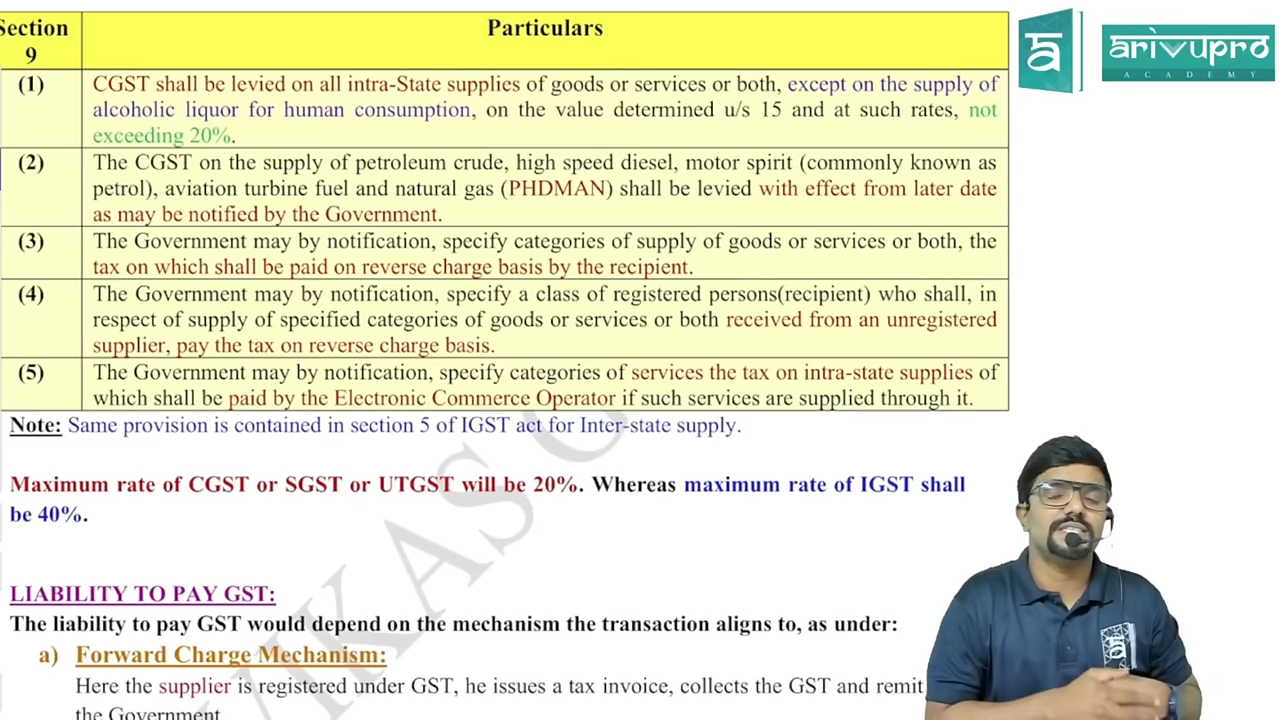 Section
9
Particulars
(1)
CGST shall be levied on all intra-State supplies of goods or services or both, except on the supply of
alcoholic liquor for human consumption, on the value determined u/s 15 and at such rates, not
exceeding 20%.
(2)
The CGST on the supply of petroleum crude, high speed diesel, motor spirit (commonly known as
petrol), aviation turbine fuel and natural gas (PHDMAN) shall be levied with effect from later date
as may be notified by the Government.
(3)
The Government may by notification, specify categories of supply of goods or services or both, the
tax on which shall be paid on reverse charge basis by the recipient.
(4)
The Government may by notification, specify a class of registered persons(recipient) who shall, in
respect of supply of specified categories of goods or services or both received from an unregistered
supplier, pay the tax on reverse charge basis.
(5)
The Government may by notification, specify categories of services the tax on intra-state supplies of
which shall be paid by the Electronic Commerce Operator if such services are supplied through it.
Note: Same provision is contained in section 5 of IGST act for Inter-state supply.
Maximum rate of CGST or SGST or UTGST will be 20%. Whereas maximum rate of IGST shall
be 40%.
LIABILITY TO PAY GST:
The liability to pay GST would depend on the mechanism the transaction aligns to, as under:
a) Forward Charge Mechanism:
Here the supplier is registered under GST, he issues a tax invoice, collects the GST and remit
the Government
VIKAS
arivupro
ACADEMY